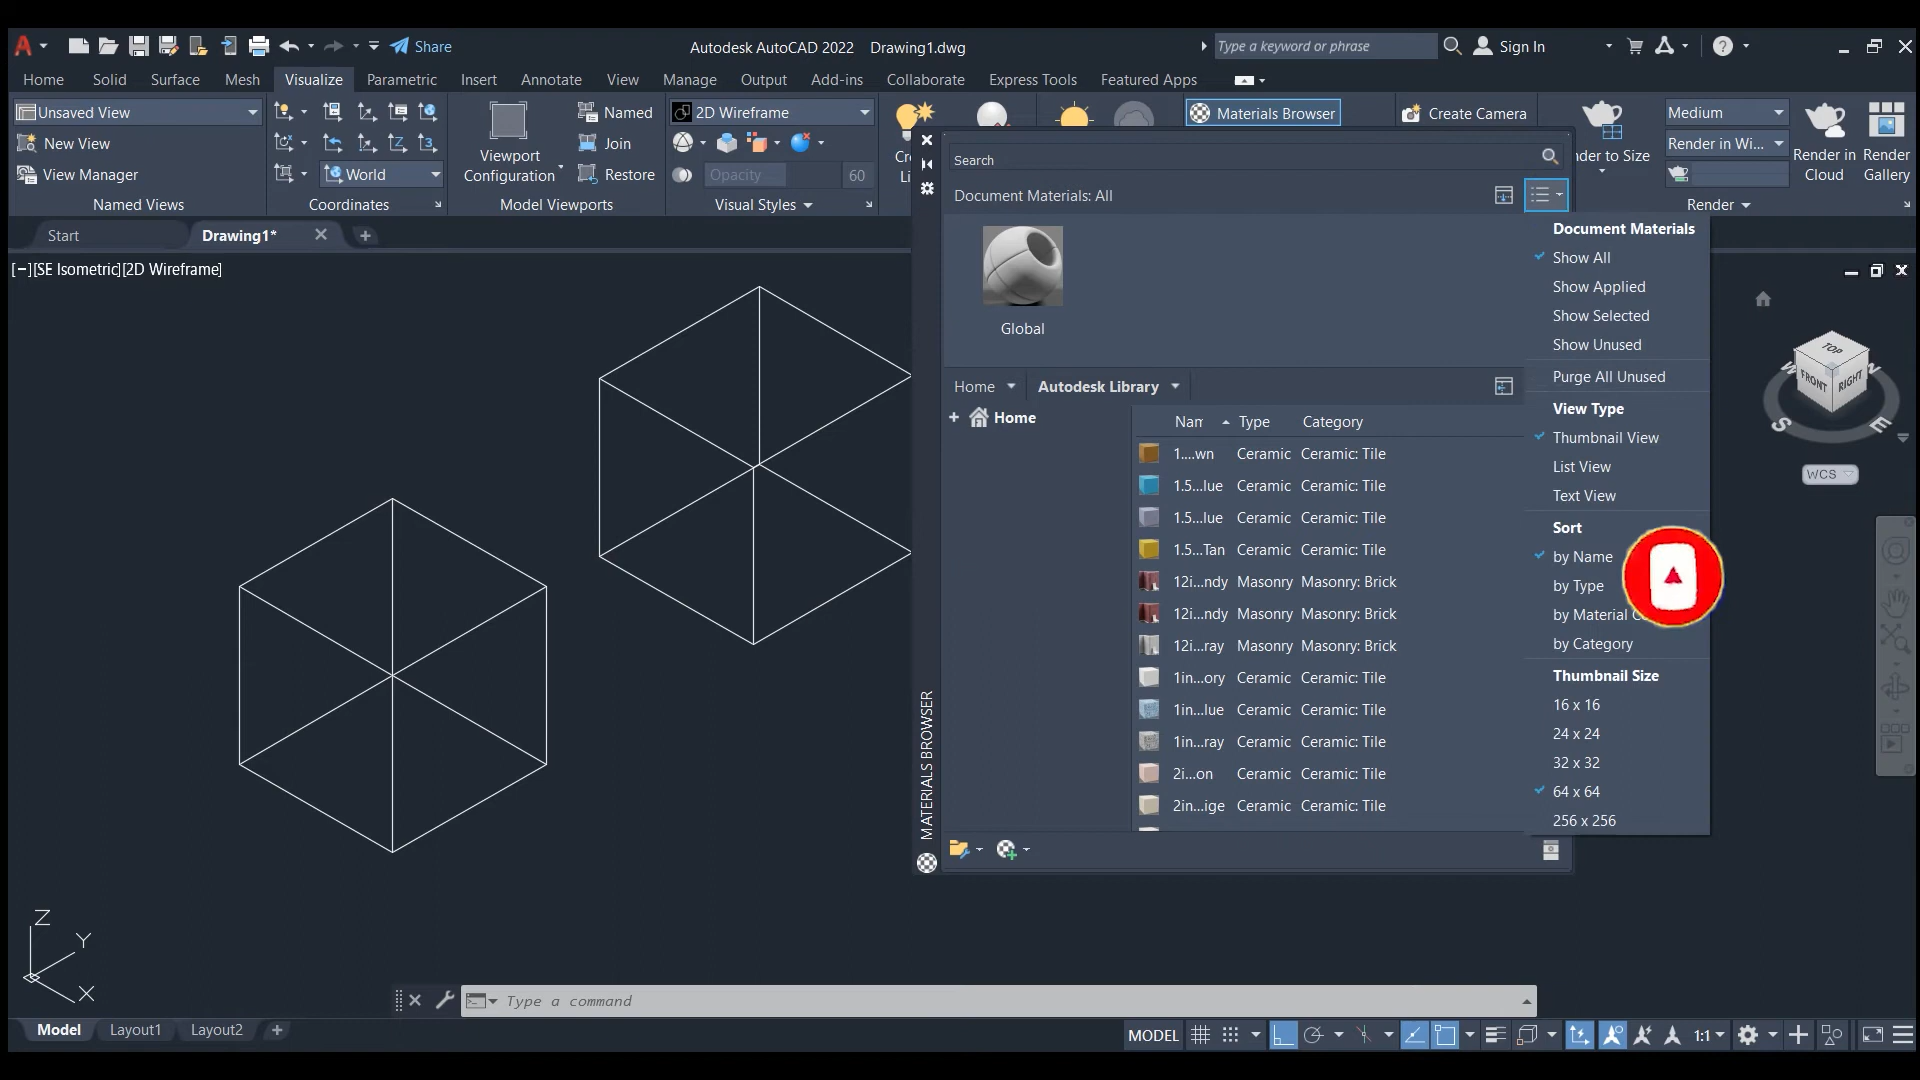 Share
Autodesk AutoCAD 2022 Drawing1.dwg
Type a keyword or phrase
Sign In
Home Solid Surface Mesh Visualize Parametric Insert Annotate View Manage Output Add-ins Collaborate Express Tools Featured Apps
Unsaved View
New View
View Manager
Named Views
World
Coordinates
Viewport
Configuration
Named
Join
Restore
Model Viewports
2D Wireframe
Opacity 60
Visual Styles
Materials Browser
Create Camera
Medium
Render in Wi...
Render in
Cloud
Render
Gallery
Render
Start
Drawing1*
[−][SE Isometric][2D Wireframe]
Search
Document Materials: All
Global
Home
Autodesk Library
Home
Type Category
1....wn Ceramic Ceramic: Tile
1.5...lue Ceramic Ceramic: Tile
1.5...lue Ceramic Ceramic: Tile
1.5...Tan Ceramic Ceramic: Tile
12i...ndy Masonry Masonry: Brick
12i...ndy Masonry Masonry: Brick
12i...ray Masonry Masonry: Brick
1in...ory Ceramic Ceramic: Tile
1in...lue Ceramic Ceramic: Tile
1in...ray Ceramic Ceramic: Tile
2i...on Ceramic Ceramic: Tile
2in...ige Ceramic Ceramic: Tile
MATERIALS BROWSER
Document Materials
Show All
Show Applied
Show Selected
Show Unused
Purge All Unused
View Type
Thumbnail View
List View
Text View
Sort
by Name
by Type
by Material
by Category
Thumbnail Size
16 x 16
24 x 24
32 x 32
64 x 64
256 x 256
TOP
FRONT
RIGHT
W N
S E
WCS
Z
Y
X
Type a command
Model Layout1 Layout2
MODEL
1:1